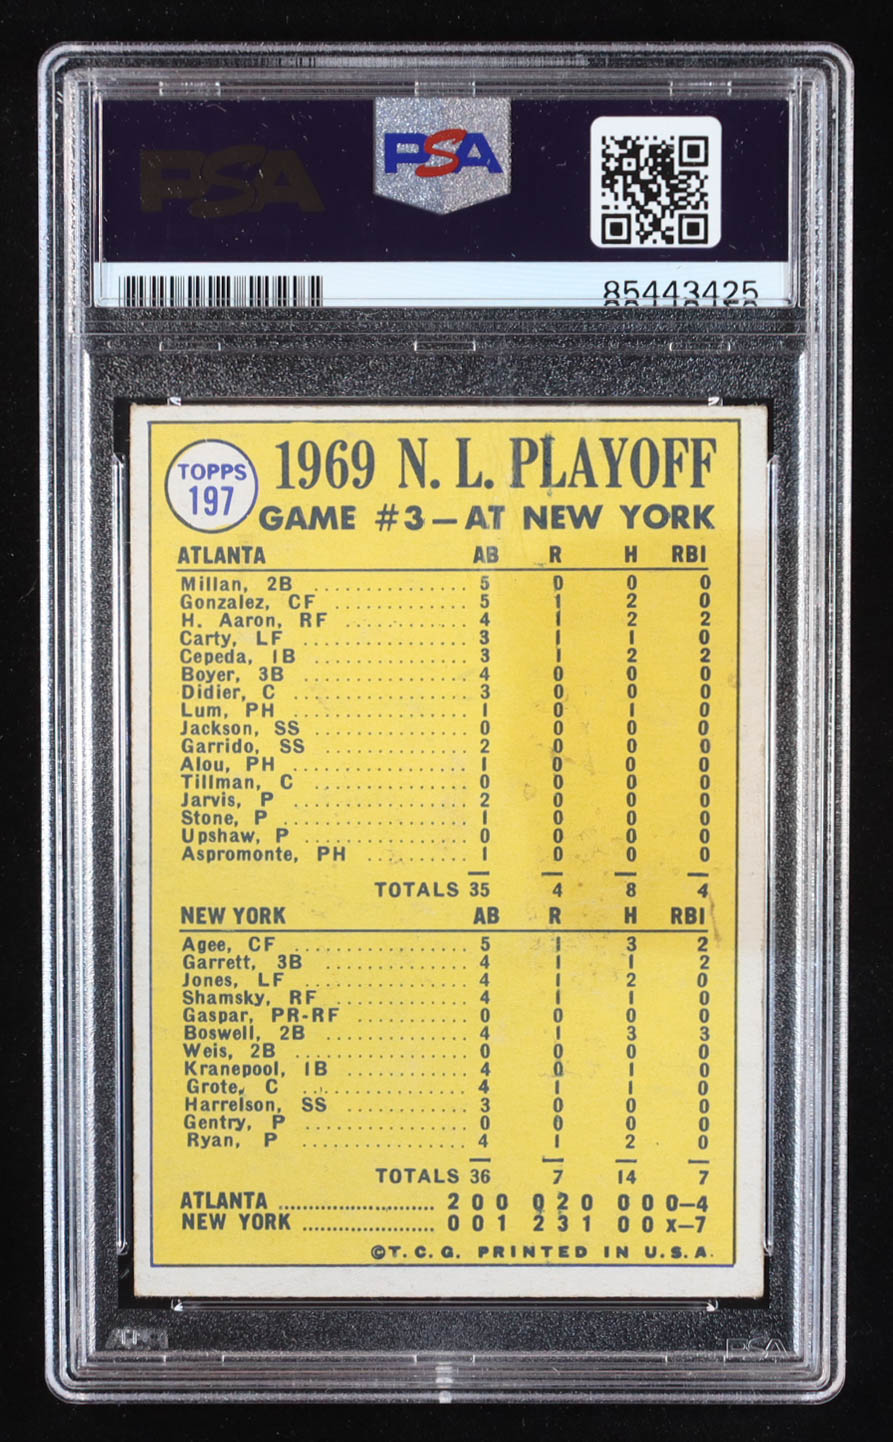 PSA
PSA
85443425
TOPPS
197
1969 N. L. PLAYOFF
GAME #3 — AT NEW YORK
ATLANTA AB R H RBI
Millan, 2B ................ 5 0 0 0
Gonzalez, CF ............. 5 1 2 0
H. Aaron, RF ............ 4 1 2 2
Carty, LF ................ 3 1 1 0
Cepeda, 1B .............. 3 1 2 2
Boyer, 3B ................ 4 0 0 0
Didier, C ................. 3 0 0 0
Lum, PH ................. 1 0 1 0
Jackson, SS .............. 0 0 0 0
Garrido, SS .............. 2 0 0 0
Alou, PH ................. 1 0 0 0
Tillman, C ............... 0 0 0 0
Jarvis, P ................. 2 0 0 0
Stone, P ................. 1 0 0 0
Upshaw, P ............... 0 0 0 0
Aspromonte, PH .......... 1 0 0 0
TOTALS 35 4 8 4
NEW YORK AB R H RBI
Agee, CF ................. 5 1 3 2
Garrett, 3B .............. 4 1 1 2
Jones, LF ................ 4 1 2 0
Shamsky, RF ............. 4 1 1 0
Gaspar, PR-RF ........... 0 0 0 0
Boswell, 2B .............. 4 1 3 3
Weis, 2B ................. 0 0 0 0
Kranepool, 1B ............ 4 0 1 0
Grote, C ................. 4 1 1 0
Harrelson, SS ............ 3 0 0 0
Gentry, P ................ 0 0 0 0
Ryan, P ................. 4 1 2 0
TOTALS 36 7 14 7
ATLANTA ....................... 2 0 0 0 2 0 0 0 0—4
NEW YORK .................... 0 0 1 2 3 1 0 0 x—7
©T. C. G. PRINTED IN U.S.A.
PSA